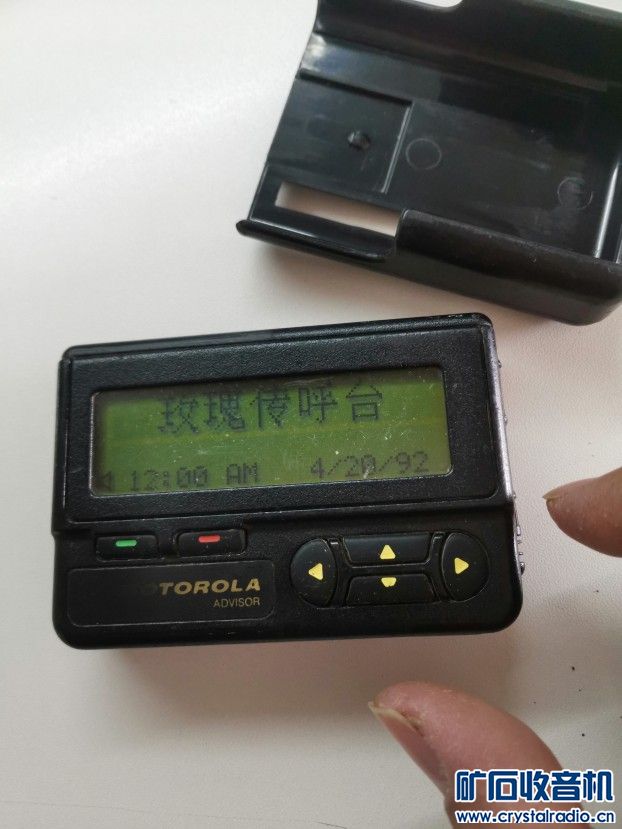 玫瑰传呼台
12:00 AM 4/20/92
OTOROLA
ADVISOR
矿石收音机
www.crystalradio.cn